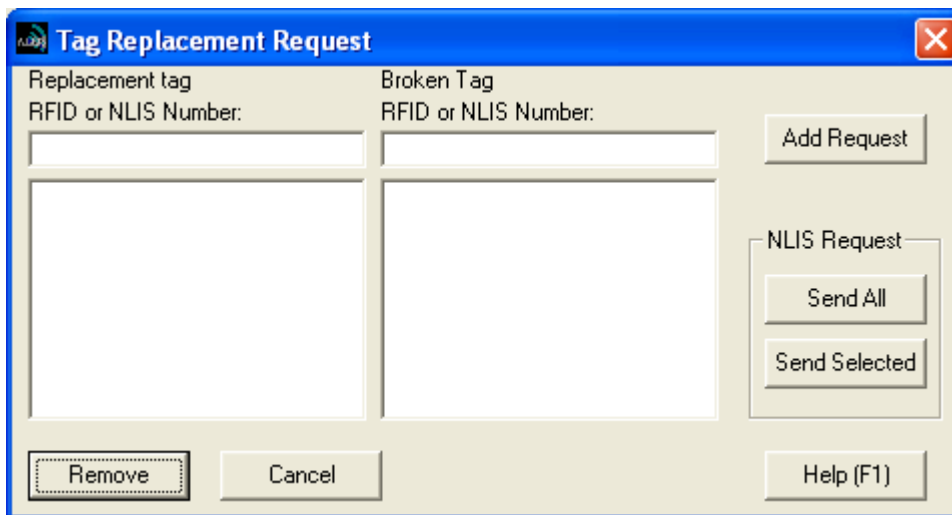 Tag Replacement Request
Replacement tag
RFID or NLIS Number:
Broken Tag
RFID or NLIS Number:
Add Request
NLIS Request
Send All
Send Selected
Remove
Cancel
Help (F1)